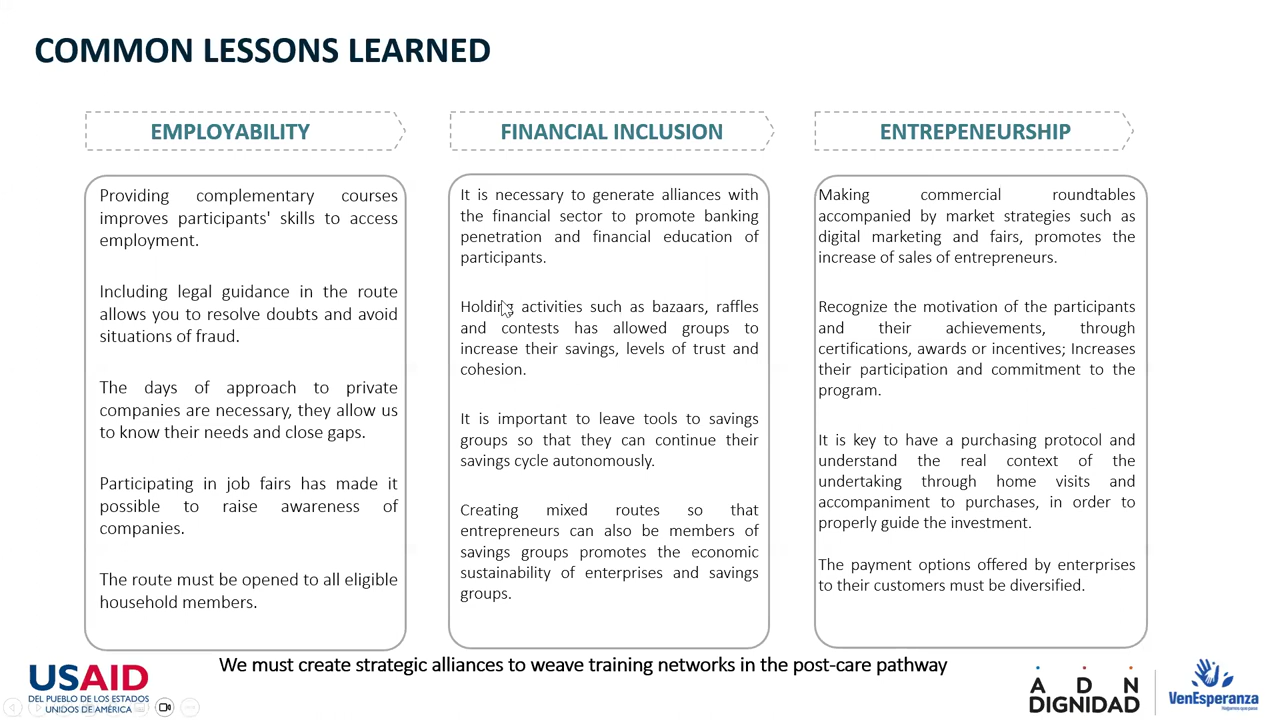 COMMON LESSONS LEARNED
EMPLOYABILITY
Providing complementary courses
improves participants' skills to access
employment.
Including legal guidance in the route
allows you to resolve doubts and avoid
situations of fraud.
The days of approach to private
companies are necessary, they allow us
to know their needs and close gaps.
Participating in job fairs has made it
possible to raise awareness of
companies.
The route must be opened to all eligible
household members.
FINANCIAL INCLUSION
It is necessary to generate alliances with
the financial sector to promote banking
penetration and financial education of
participants.
Holding activities such as bazaars, raffles
and contests has allowed groups to
increase their savings, levels of trust and
cohesion.
It is important to leave tools to savings
groups so that they can continue their
savings cycle autonomously.
Creating mixed routes so that
entrepreneurs can also be members of
savings groups promotes the economic
sustainability of enterprises and savings
groups.
ENTREPENEURSHIP
Making commercial roundtables
accompanied by market strategies such as
digital marketing and fairs, promotes the
increase of sales of entrepreneurs.
Recognize the motivation of the participants
and their achievements, through
certifications, awards or incentives; Increases
their participation and commitment to the
program.
It is key to have a purchasing protocol and
understand the real context of the
undertaking through home visits and
accompaniment to purchases, in order to
properly guide the investment.
The payment options offered by enterprises
to their customers must be diversified.
We must create strategic alliances to weave training networks in the post-care pathway
USAID
DEL PUEBLO DE LOS ESTADOS
UNIDOS DE AMÉRICA
ADN
DIGNIDAD
VenEsperanza